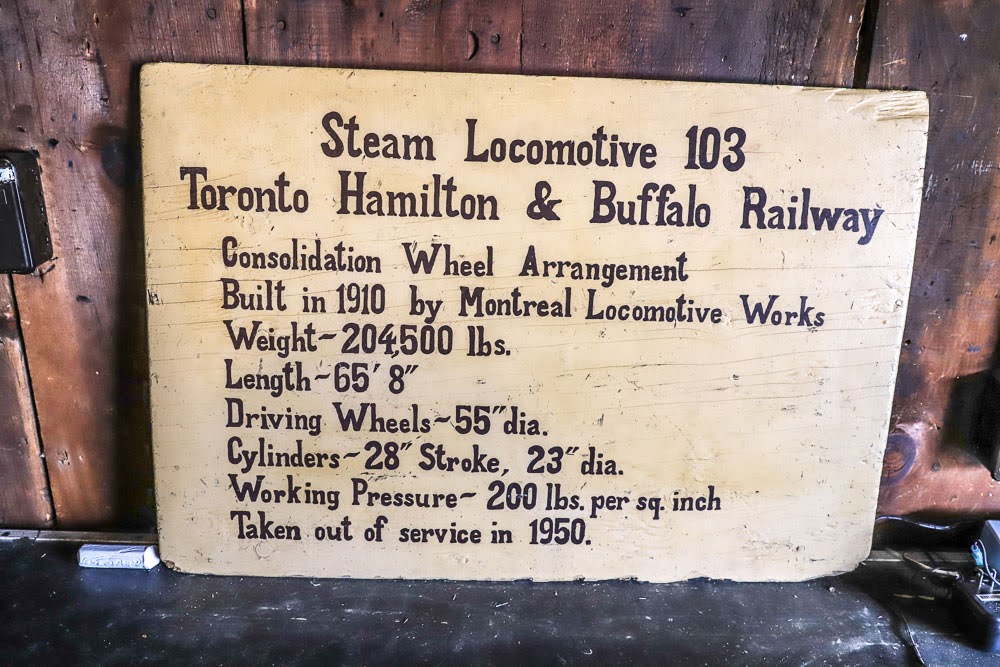 Steam Locomotive 103
Toronto Hamilton & Buffalo Railway
Consolidation Wheel Arrangement
Built in 1910 by Montreal Locomotive Works
Weight~204,500 lbs.
Length~65' 8"
Driving Wheels~55" dia.
Cylinders~28" Stroke, 23" dia.
Working Pressure~ 200 lbs. per sq. inch
Taken out of service in 1950.